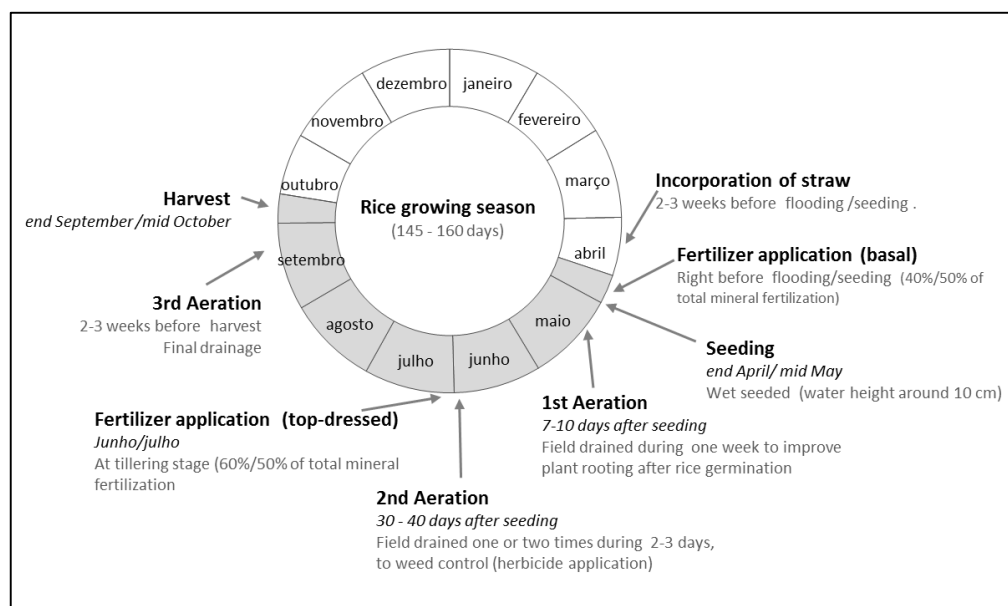 dezembro
janeiro
novembro
fevereiro
outubro
março
abril
setembro
maio
agosto
julho
junho
Rice growing season
(145 - 160 days)
Incorporation of straw
2-3 weeks before flooding /seeding .
Fertilizer application (basal)
Right before flooding/seeding (40%/50% of
total mineral fertilization)
Seeding
end April/ mid May
Wet seeded (water height around 10 cm)
1st Aeration
7-10 days after seeding
Field drained during one week to improve
plant rooting after rice germination
2nd Aeration
30 - 40 days after seeding
Field drained one or two times during 2-3 days,
to weed control (herbicide application)
Fertilizer application (top-dressed)
Junho/julho
At tillering stage (60%/50% of total mineral
fertilization
3rd Aeration
2-3 weeks before harvest
Final drainage
Harvest
end September /mid October